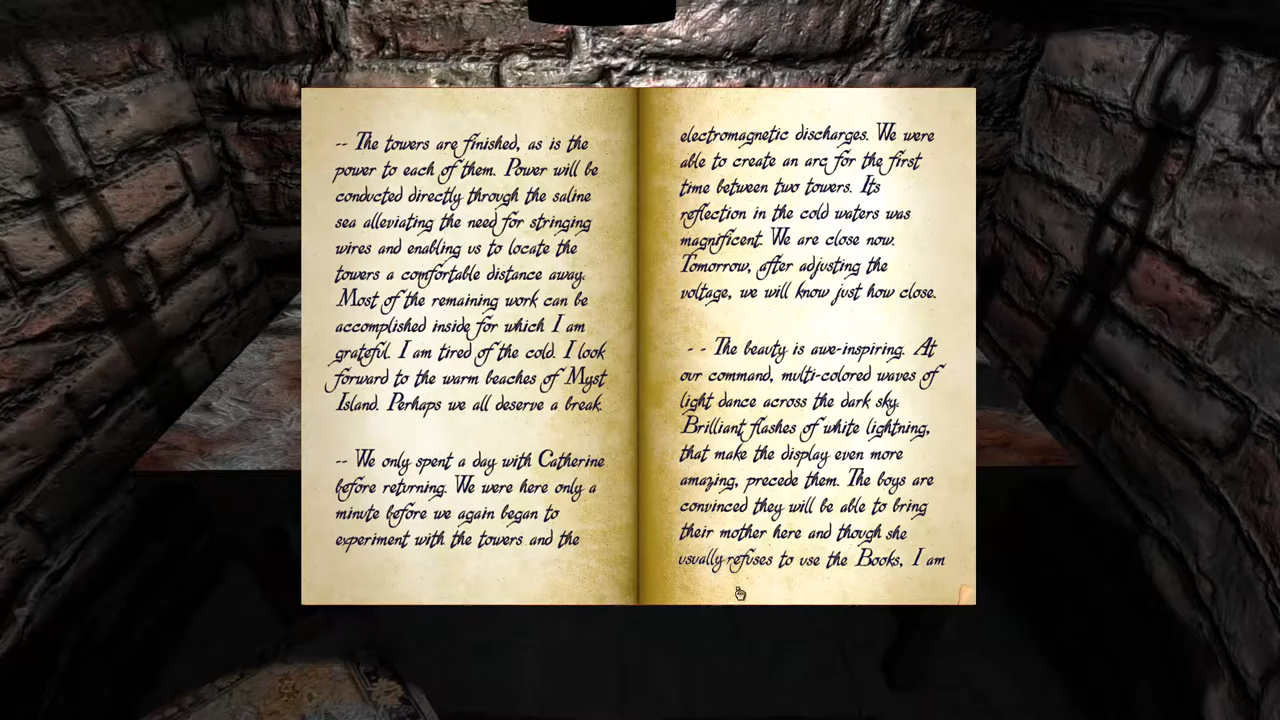 -- The towers are finished, as is the
power to each of them. Power will be
conducted directly through the saline
sea alleviating the need for stringing
wires and enabling us to locate the
towers a comfortable distance away.
Most of the remaining work can be
accomplished inside for which I am
grateful. I am tired of the cold. I look
forward to the warm beaches of Myst
Island. Perhaps we all deserve a break.
-- We only spent a day with Catherine
before returning. We were here only a
minute before we again began to
experiment with the towers and the
electromagnetic discharges. We were
able to create an arc for the first
time between two towers. Its
reflection in the cold waters was
magnificent. We are close now.
Tomorrow, after adjusting the
voltage, we will know just how close.
- - The beauty is awe-inspiring. At
our command, multi-colored waves of
light dance across the dark sky.
Brilliant flashes of white lightning,
that make the display even more
amazing, precede them. The boys are
convinced they will be able to bring
their mother here and though she
usually refuses to use the Books, I am